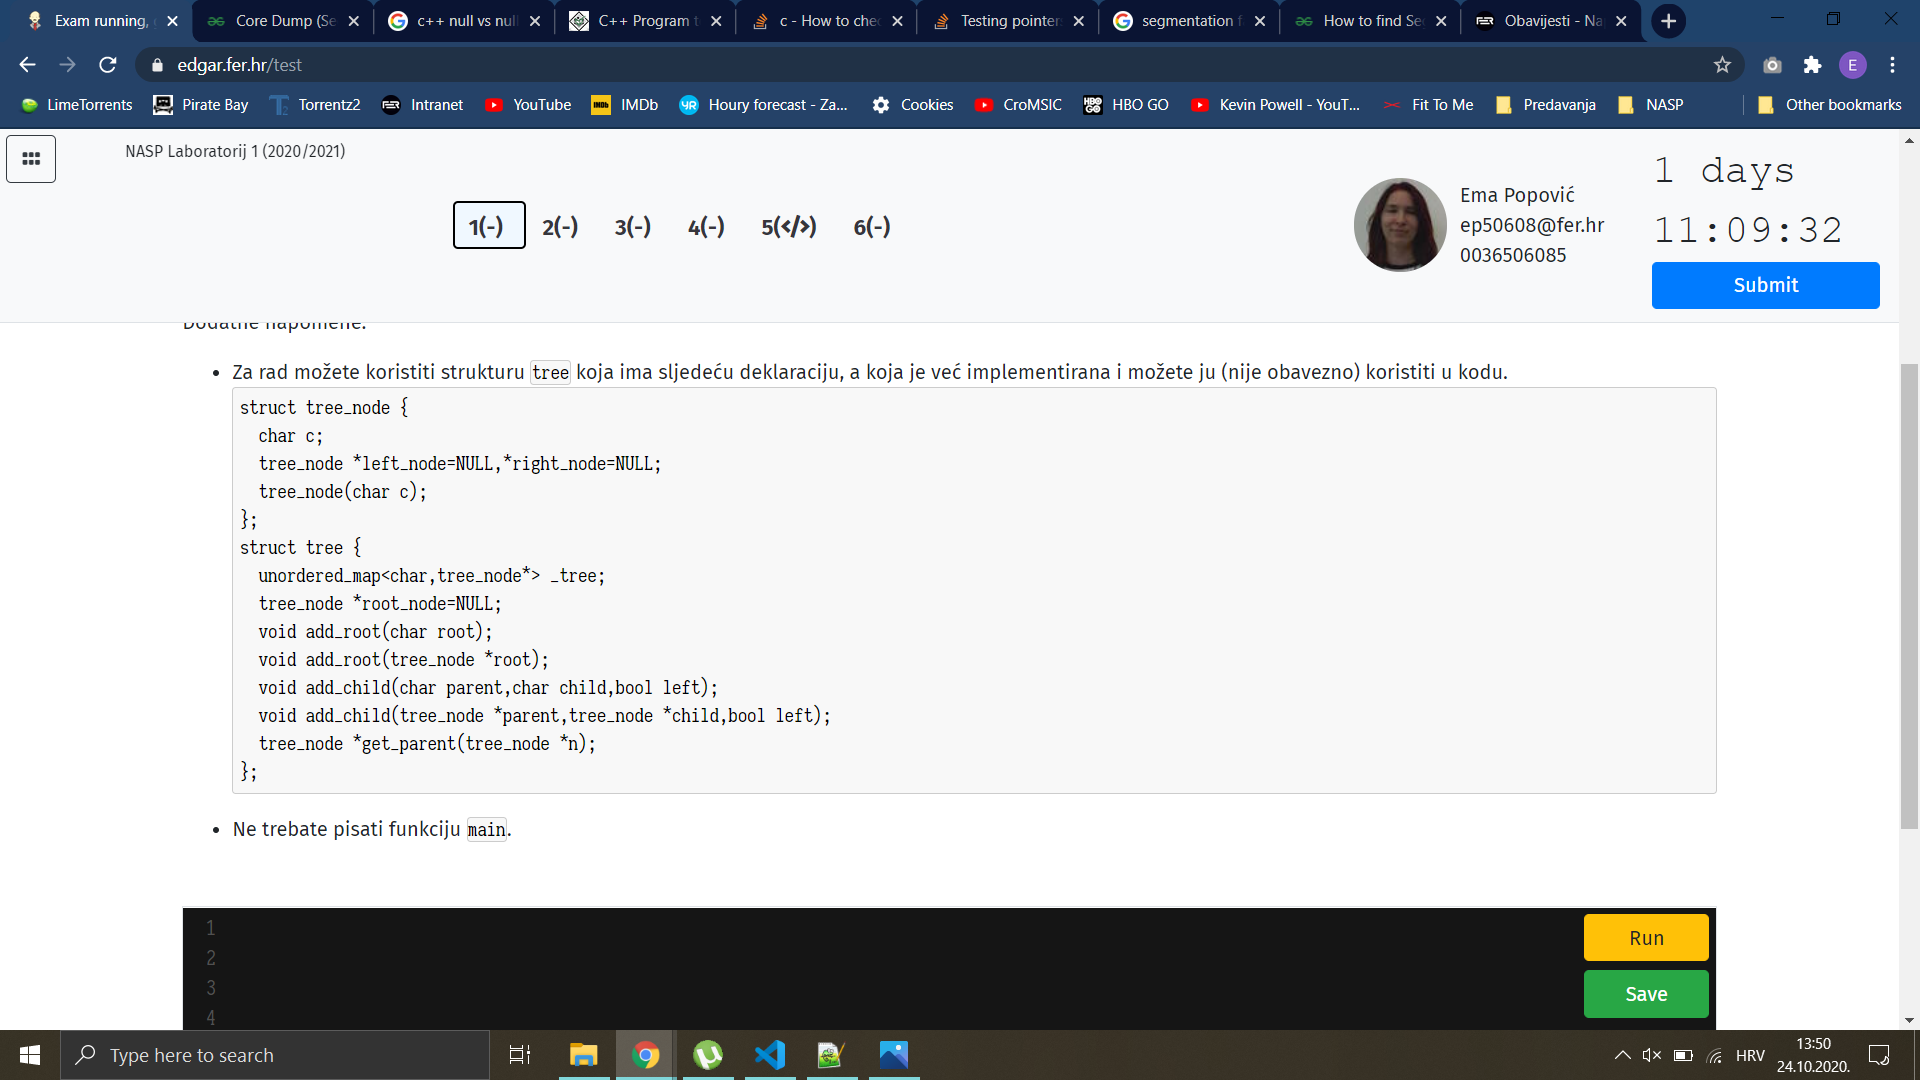 Exam running,
Core Dump (Se
c++ null vs null
C++ Program t
c - How to chec
Testing pointer
segmentation f
How to find Seg
Obavijesti - Na
edgar.fer.hr/test
E
LimeTorrents
Pirate Bay
Torrentz2
Intranet
YouTube
IMDb
Houry forecast - Za...
Cookies
CroMSIC
HBO GO
Kevin Powell - YouT...
Fit To Me
Predavanja
NASP
Other bookmarks
NASP Laboratorij 1 (2020/2021)
1(-) 2(-) 3(-) 4(-) 5(</>) 6(-)
Ema Popović
ep50608@fer.hr
0036506085
1 days
11:09:32
Submit
Dodatne napomene:
• Za rad možete koristiti strukturu tree koja ima sljedeću deklaraciju, a koja je već implementirana i možete ju (nije obavezno) koristiti u kodu.
struct tree_node {
  char c;
  tree_node *left_node=NULL,*right_node=NULL;
  tree_node(char c);
};
struct tree {
  unordered_map<char,tree_node*> _tree;
  tree_node *root_node=NULL;
  void add_root(char root);
  void add_root(tree_node *root);
  void add_child(char parent,char child,bool left);
  void add_child(tree_node *parent,tree_node *child,bool left);
  tree_node *get_parent(tree_node *n);
};
• Ne trebate pisati funkciju main.
1
2
3
4
Run
Save
Type here to search
HRV
13:50
24.10.2020.